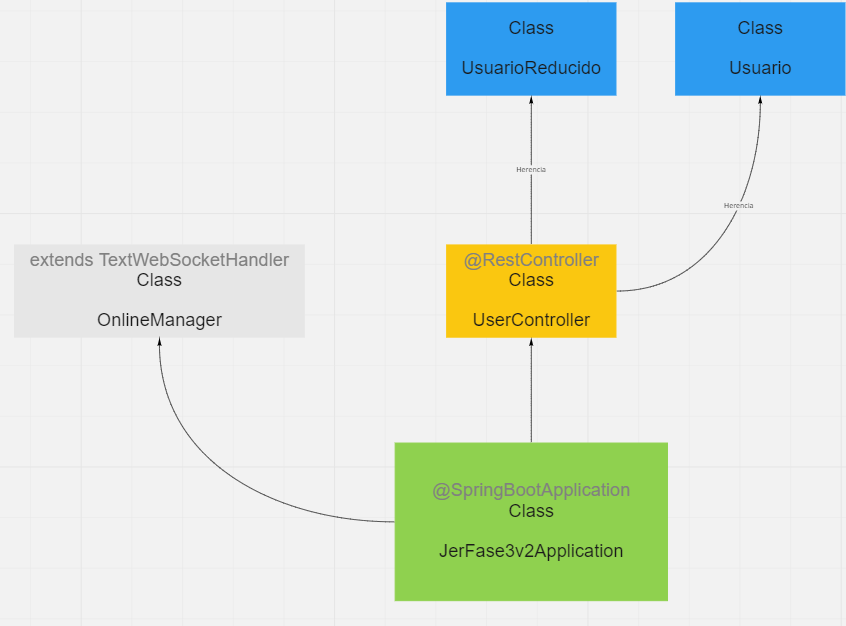 Class
UsuarioReducido
Class
Usuario
Herencia
Herencia
extends TextWebSocketHandler
Class
OnlineManager
@RestController
Class
UserController
@SpringBootApplication
Class
JerFase3v2Application